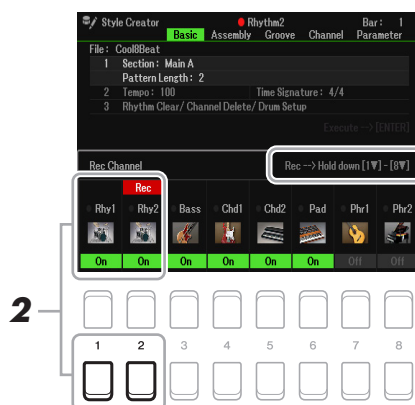 Style Creator Rhythm2 Bar: 1
Basic Assembly Groove Channel Parameter
File: Cool8Beat
1 Section: Main A
Pattern Length: 2
2 Tempo: 100 Time Signature: 4/4
3 Rhythm Clear/ Channel Delete/ Drum Setup
Execute-->[ENTER]
Rec Channel Rec --> Hold down [1▼]-[8▼]
Rec
Rhy1 Rhy2 Bass Chd1 Chd2 Pad Phr1 Phr2
On On On On On On Off Off
2
1 2 3 4 5 6 7 8